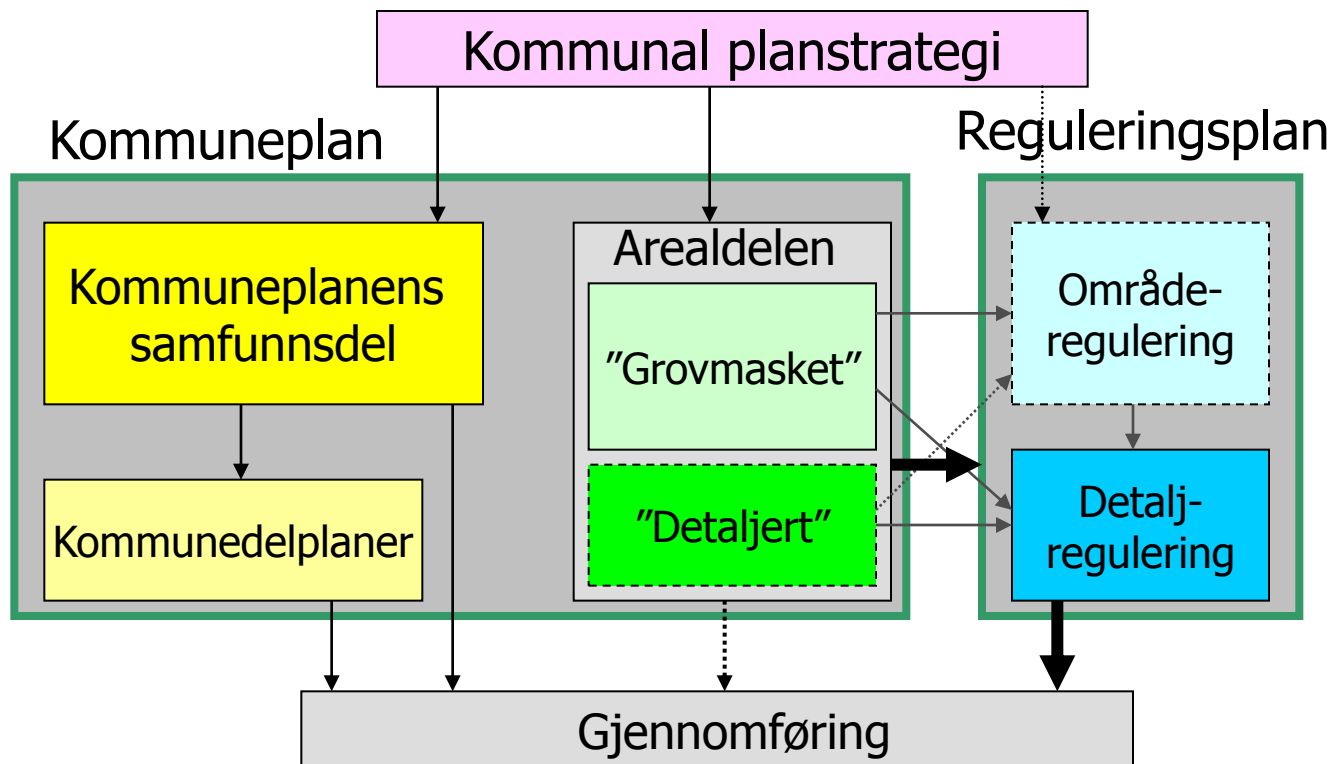 Kommunal planstrategi
Kommuneplan
Reguleringsplan
Kommuneplanens
samfunnsdel
Kommunedelplaner
Arealdelen
”Grovmasket”
”Detaljert”
Område-
regulering
Detalj-
regulering
Gjennomføring